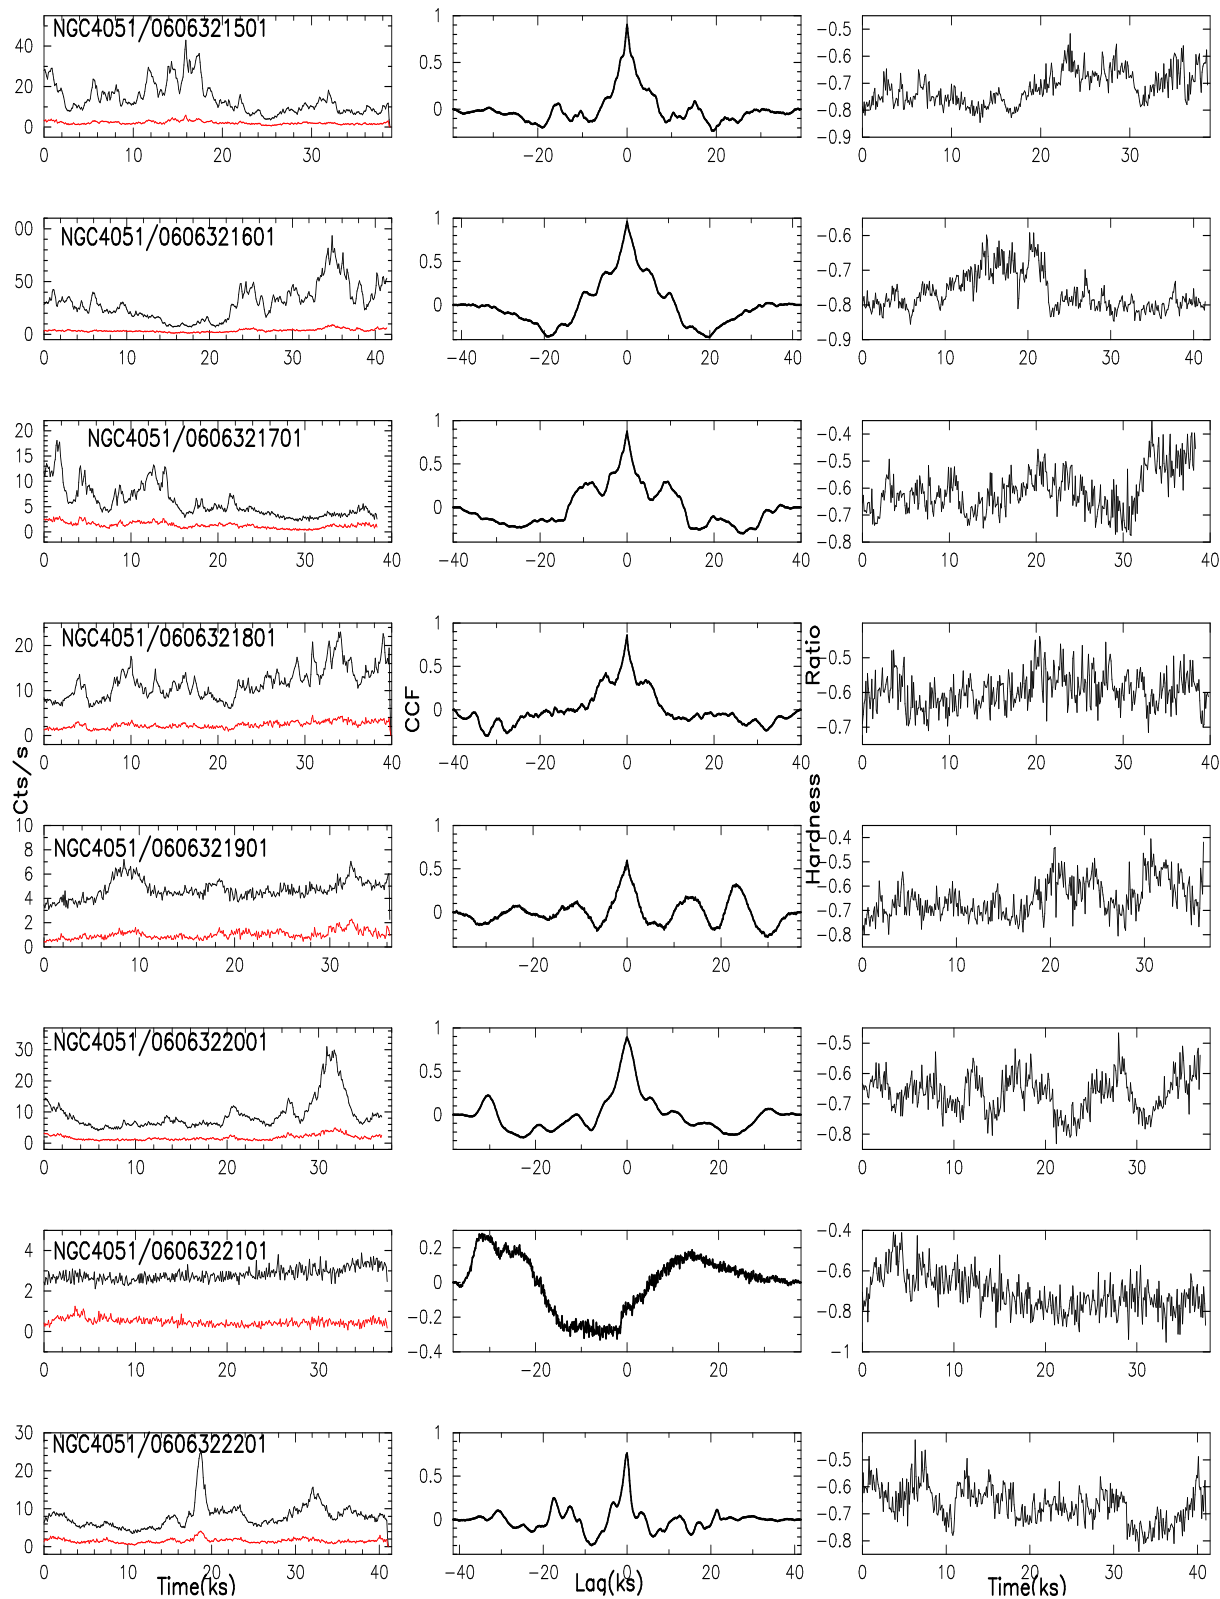 NGC4051/0606321501
40
20
0
0 10 20 30
1
0.5
0
−20 0 20
−0.5
−0.6
−0.7
−0.8
−0.9
0 10 20 30
NGC4051/0606321601
00
50
0
0 10 20 30 40
1
0.5
0
−40 −20 0 20 40
−0.6
−0.7
−0.8
−0.9
0 10 20 30 40
NGC4051/0606321701
20
15
10
5
0
0 10 20 30 40
1
0.5
0
−40 −20 0 20 40
−0.4
−0.5
−0.6
−0.7
−0.8
0 10 20 30 40
NGC4051/0606321801
20
10
0
0 10 20 30 40
1
0.5
0
−40 −20 0 20 40
−0.5
−0.6
−0.7
0 10 20 30 40
Cts/s
CCF
Hardness Ratio
NGC4051/0606321901
10
8
6
4
2
0
0 10 20 30
1
0.5
0
−20 0 20
−0.4
−0.5
−0.6
−0.7
−0.8
0 10 20 30
NGC4051/0606322001
30
20
10
0
0 10 20 30
1
0.5
0
−20 0 20
−0.5
−0.6
−0.7
−0.8
0 10 20 30
NGC4051/0606322101
4
2
0
0 10 20 30
0.2
0
−0.2
−0.4
−20 0 20
−0.4
−0.6
−0.8
−1
0 10 20 30
NGC4051/0606322201
30
20
10
0
0 10 20 30 40
1
0.5
0
−40 −20 0 20 40
−0.5
−0.6
−0.7
−0.8
0 10 20 30 40
Time(ks)
Lag(ks)
Time(ks)